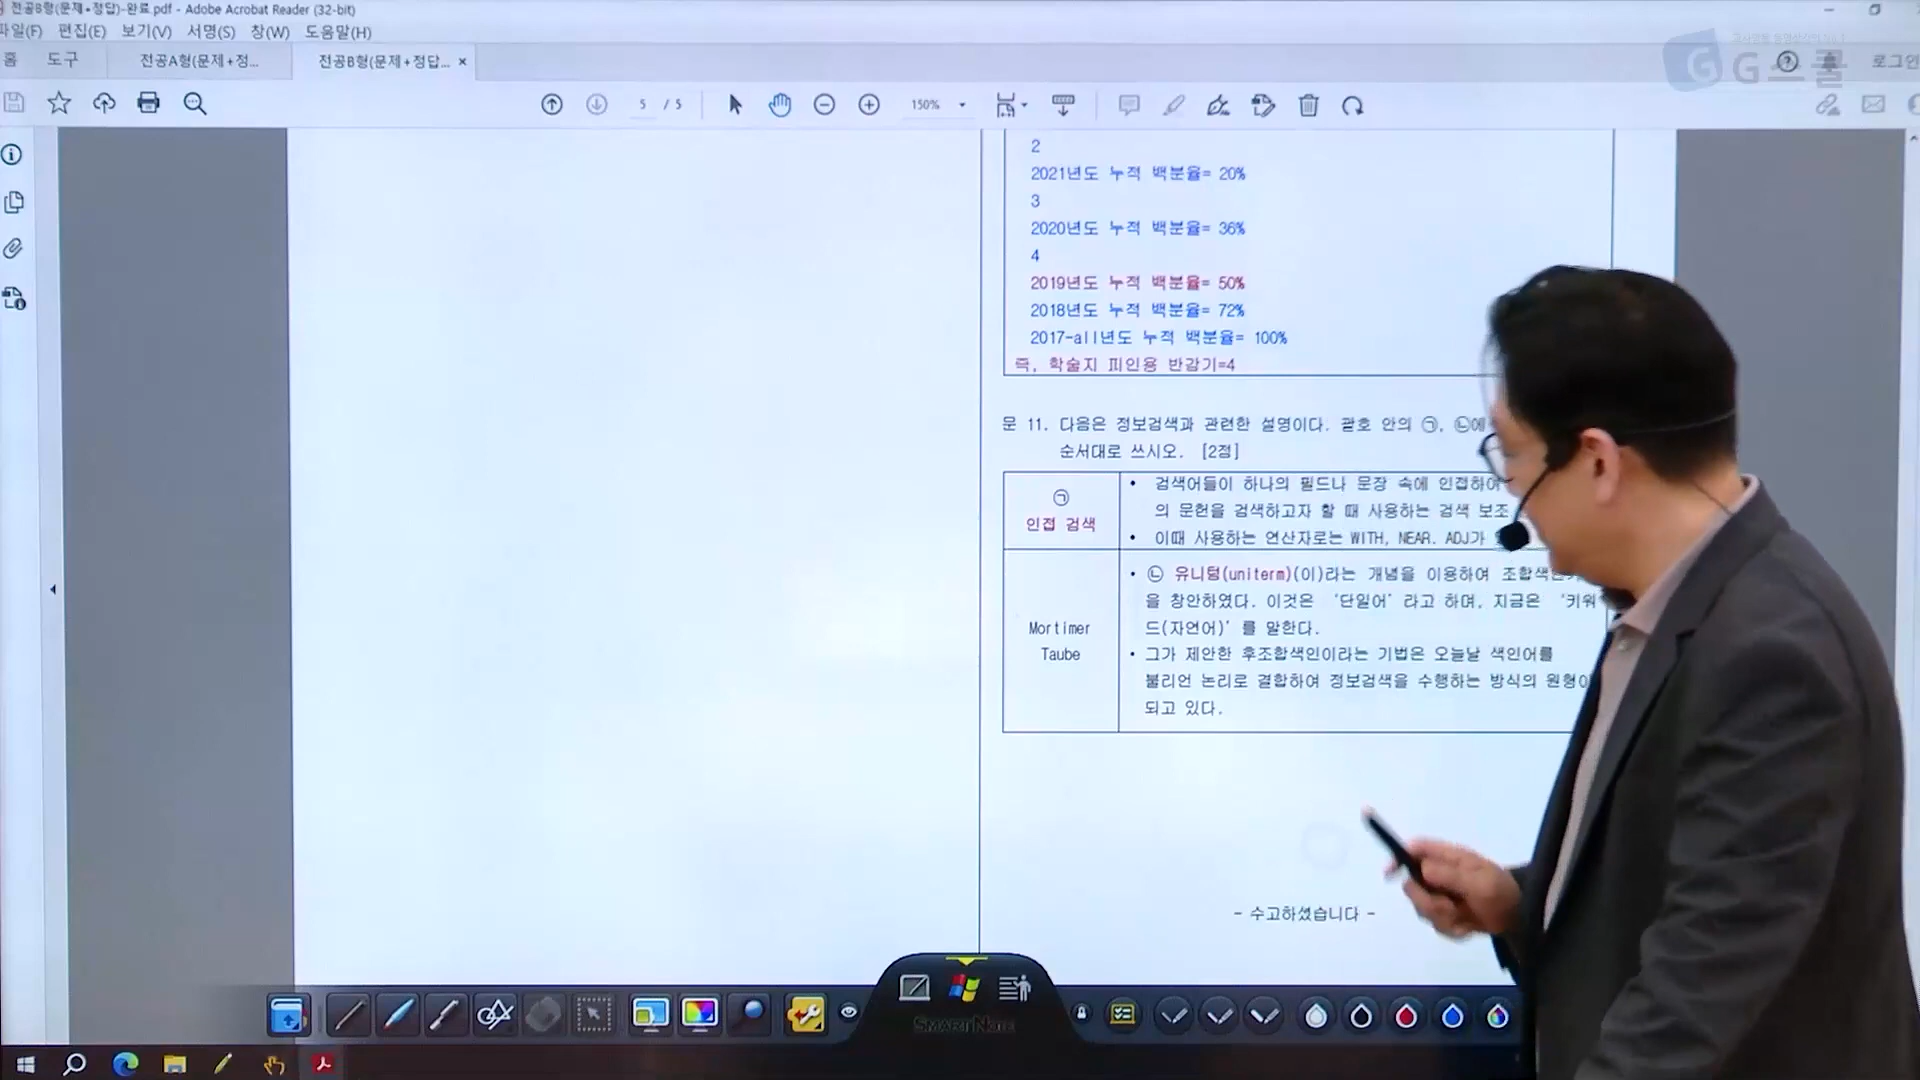 전공B형(문제+정답)-완료.pdf - Adobe Acrobat Reader (32-bit)
파일(F) 편집(E) 보기(V) 서명(S) 창(W) 도움말(H)
홈 도구 전공A형(문제+정... 전공B형(문제+정답... × 로그인
G스쿨
5 / 5 150%
2
2021년도 누적 백분율= 20%
3
2020년도 누적 백분율= 36%
4
2019년도 누적 백분율= 50%
2018년도 누적 백분율= 72%
2017-all년도 누적 백분율= 100%
즉, 학술지 피인용 반감기=4
문 11. 다음은 정보검색과 관련한 설명이다. 괄호 안의 ㉠, ㉡에
순서대로 쓰시오. [2점]
㉠
인접 검색
• 검색어들이 하나의 필드나 문장 속에 인접하여
의 문헌을 검색하고자 할 때 사용하는 검색 보조
• 이때 사용하는 연산자로는 WITH, NEAR. ADJ가
Mortimer
Taube
• ㉡ 유니텀(uniterm)(이)라는 개념을 이용하여 조합색인
을 창안하였다. 이것은 '단일어' 라고 하며, 지금은 '키워
드(자연어)' 를 말한다.
• 그가 제안한 후조합색인이라는 기법은 오늘날 색인어를
불리언 논리로 결합하여 정보검색을 수행하는 방식의 원형이
되고 있다.
- 수고하셨습니다 -
SMART NOTE